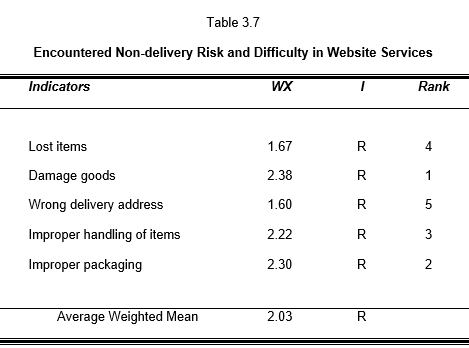 Table 3.7
Encountered Non-delivery Risk and Difficulty in Website Services
Indicators WX I Rank
Lost items 1.67 R 4
Damage goods 2.38 R 1
Wrong delivery address 1.60 R 5
Improper handling of items 2.22 R 3
Improper packaging 2.30 R 2
Average Weighted Mean 2.03 R